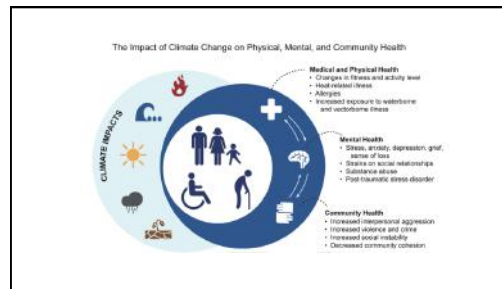 The Impact of Climate Change on Physical, Mental, and Community Health
CLIMATE IMPACTS
Medical and Physical Health
• Changes in fitness and activity level
• Heat-related illness
• Allergies
• Increased exposure to waterborne
and vectorborne illness
Mental Health
• Stress, anxiety, depression, grief,
sense of loss
• Strains on social relationships
• Substance abuse
• Post-traumatic stress disorder
Community Health
• Increased interpersonal aggression
• Increased violence and crime
• Increased social instability
• Decreased community cohesion